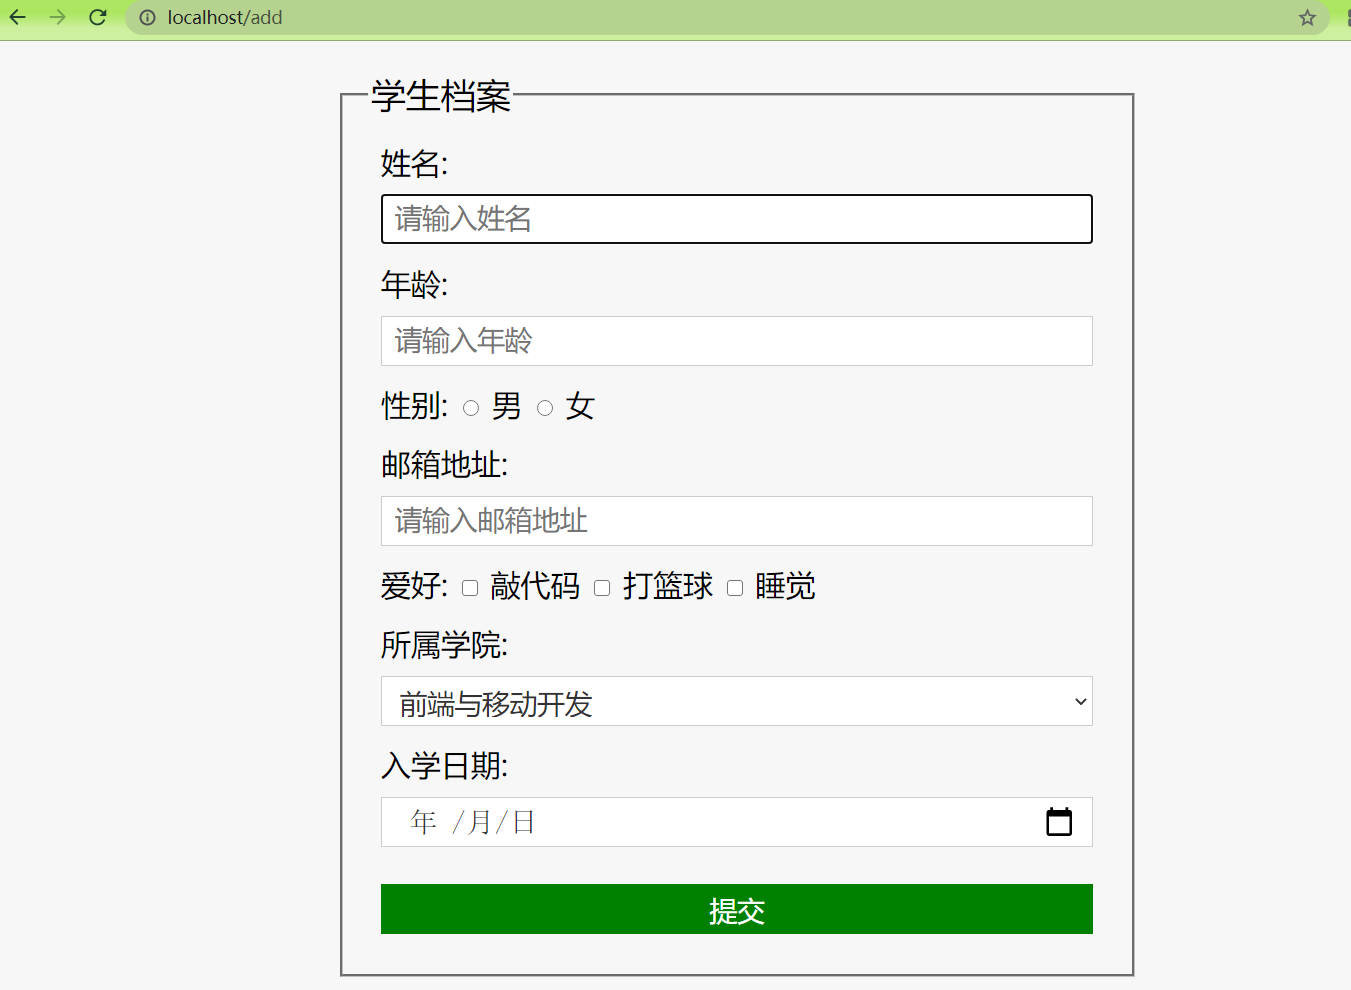 localhost/add
学生档案
姓名:
请输入姓名
年龄:
请输入年龄
性别: 男 女
邮箱地址:
请输入邮箱地址
爱好: 敲代码 打篮球 睡觉
所属学院:
前端与移动开发
入学日期:
年 /月/日
提交